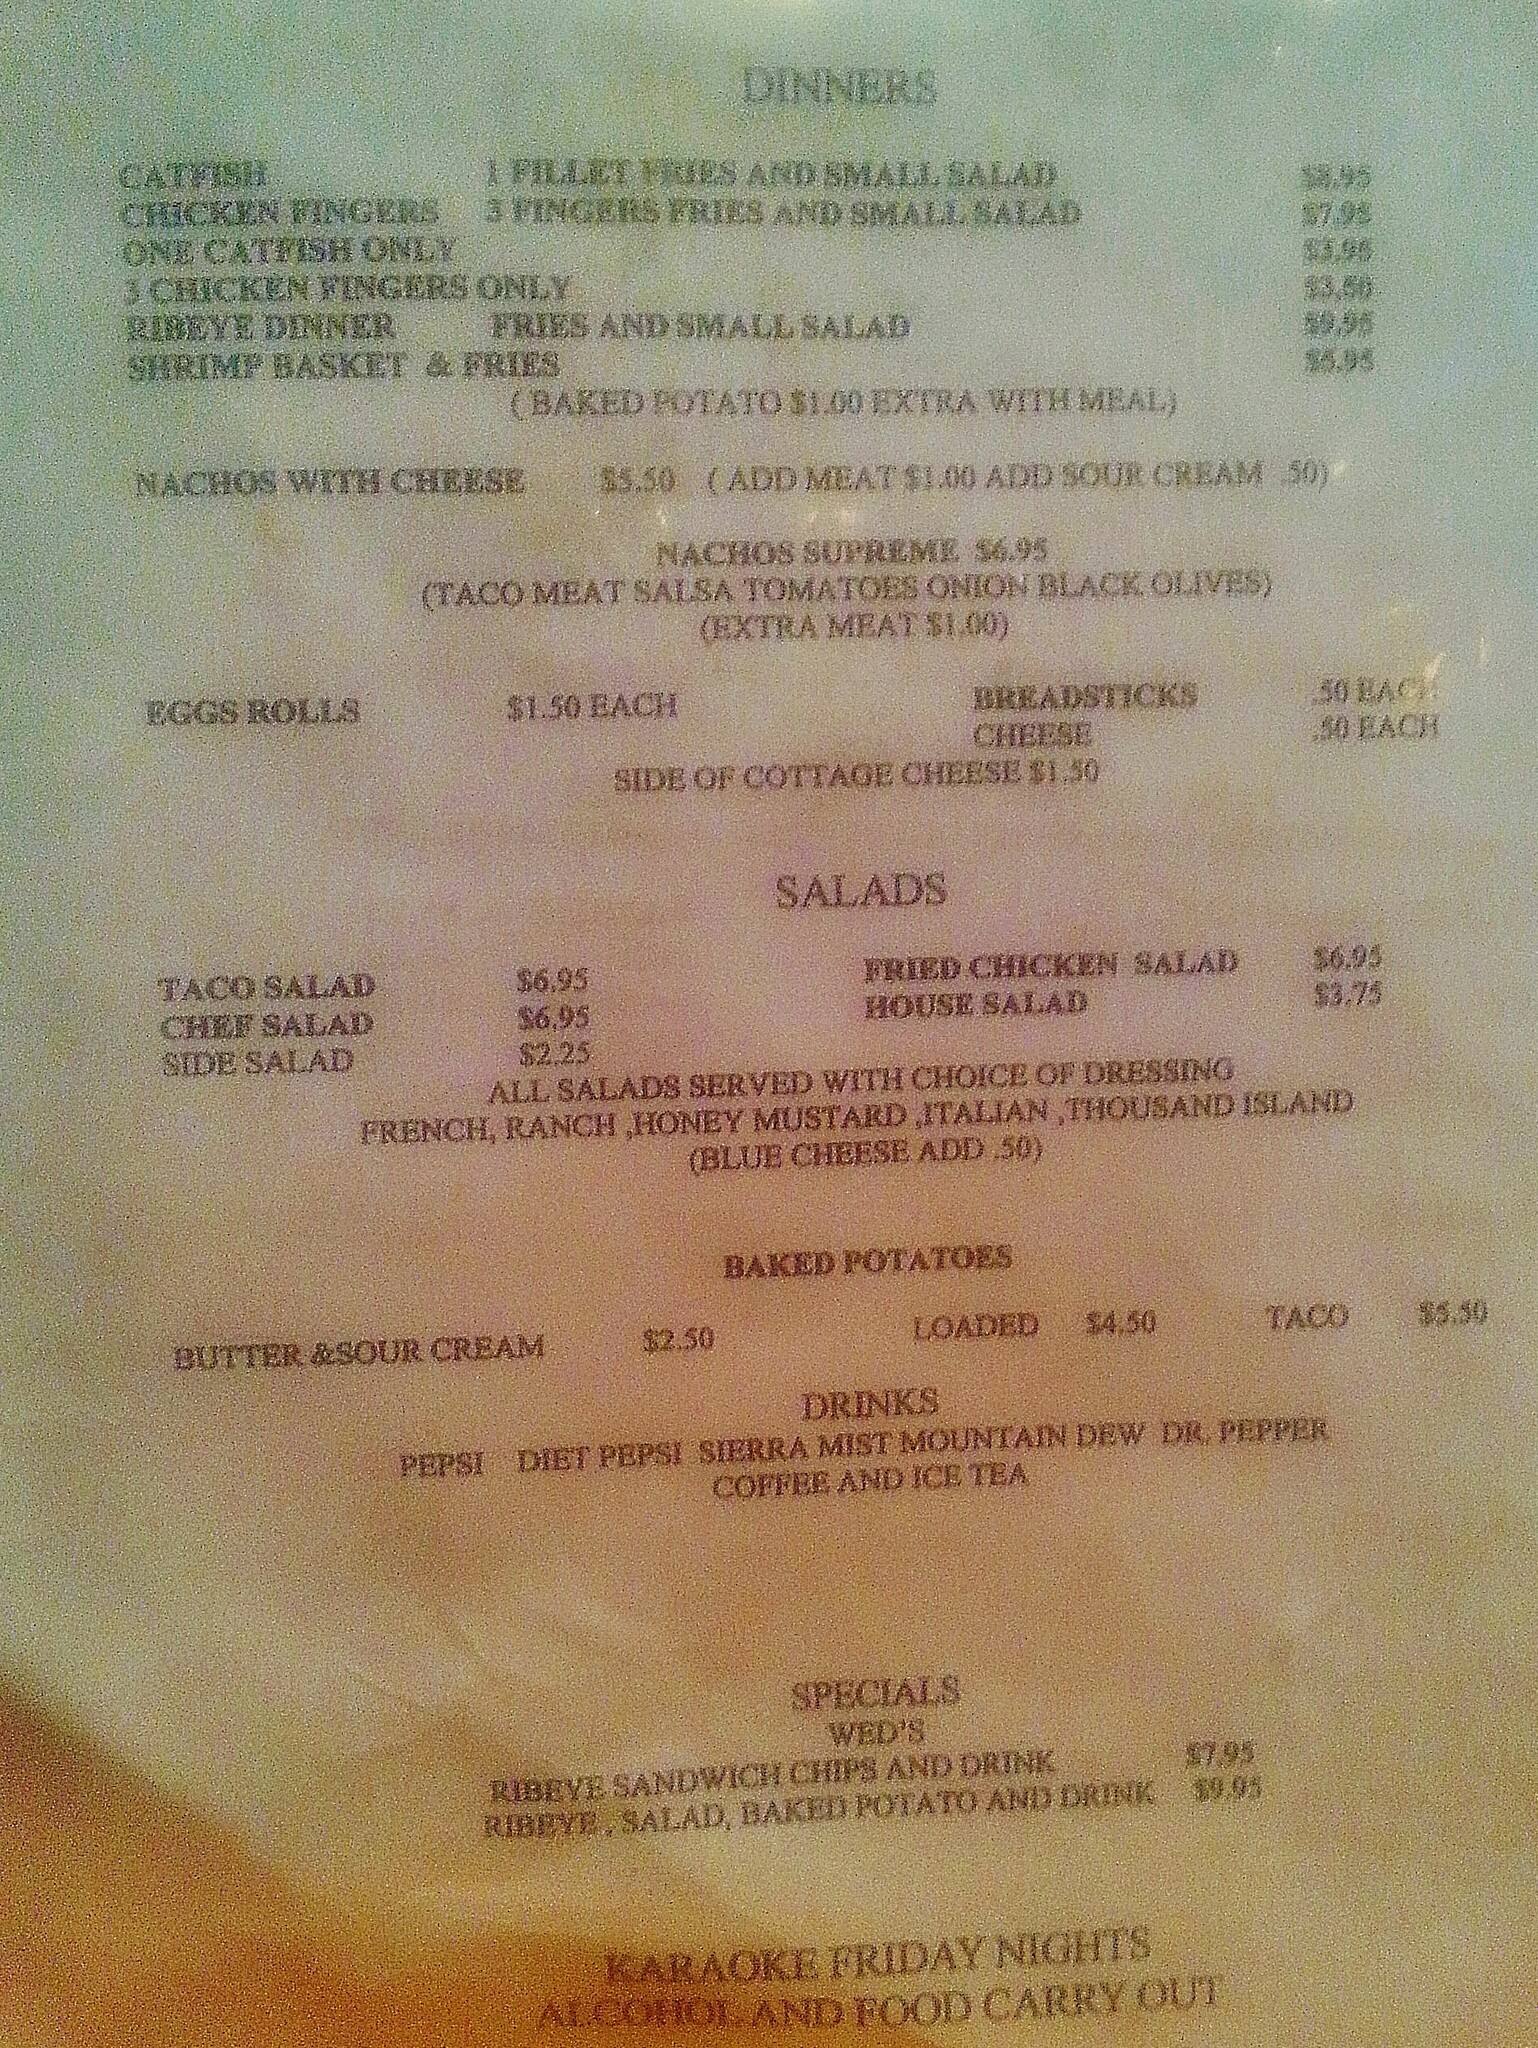 DINNERS
CATFISH 1 FILLET FRIES AND SMALL SALAD $8.95
CHICKEN FINGERS 3 FINGERS FRIES AND SMALL SALAD $7.95
ONE CATFISH ONLY $3.95
3 CHICKEN FINGERS ONLY $3.50
RIBEYE DINNER FRIES AND SMALL SALAD $9.95
SHRIMP BASKET & FRIES $5.95
( BAKED POTATO $1.00 EXTRA WITH MEAL)
NACHOS WITH CHEESE $5.50 ( ADD MEAT $1.00 ADD SOUR CREAM .50)
NACHOS SUPREME $6.95
(TACO MEAT SALSA TOMATOES ONION BLACK OLIVES)
(EXTRA MEAT $1.00)
EGGS ROLLS $1.50 EACH BREADSTICKS .50 EACH
CHEESE .50 EACH
SIDE OF COTTAGE CHEESE $1.50
SALADS
TACO SALAD $6.95 FRIED CHICKEN SALAD $6.95
CHEF SALAD $6.95 HOUSE SALAD $3.75
SIDE SALAD $2.25
ALL SALADS SERVED WITH CHOICE OF DRESSING
FRENCH, RANCH ,HONEY MUSTARD ,ITALIAN ,THOUSAND ISLAND
(BLUE CHEESE ADD .50)
BAKED POTATOES
BUTTER &SOUR CREAM $2.50 LOADED $4.50 TACO $5.50
DRINKS
PEPSI DIET PEPSI SIERRA MIST MOUNTAIN DEW DR. PEPPER
COFFEE AND ICE TEA
SPECIALS
WED'S
RIBEYE SANDWICH CHIPS AND DRINK $7.95
RIBEYE , SALAD, BAKED POTATO AND DRINK $9.95
KARAOKE FRIDAY NIGHTS
ALCOHOL AND FOOD CARRY OUT